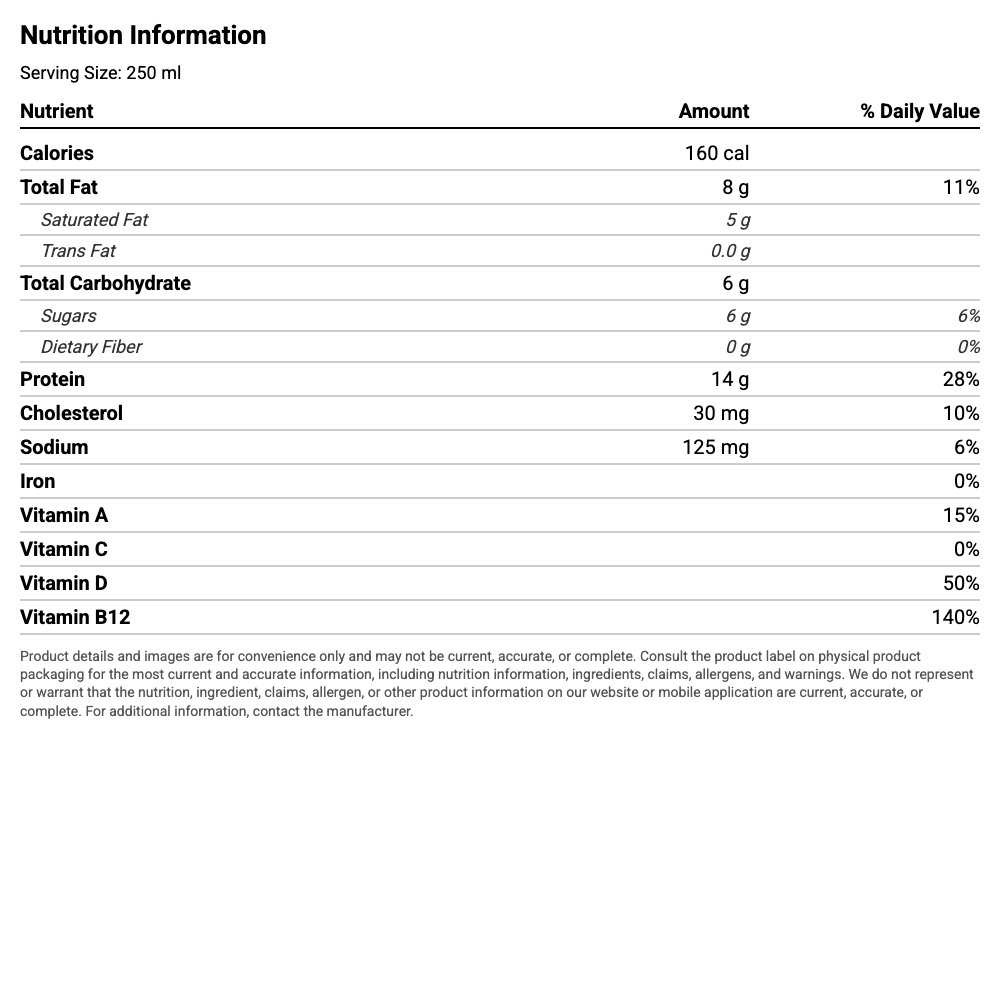 Nutrition Information
Serving Size: 250 ml
Nutrient Amount % Daily Value
Calories 160 cal
Total Fat 8 g 11%
Saturated Fat 5 g
Trans Fat 0.0 g
Total Carbohydrate 6 g
Sugars 6 g 6%
Dietary Fiber 0 g 0%
Protein 14 g 28%
Cholesterol 30 mg 10%
Sodium 125 mg 6%
Iron 0%
Vitamin A 15%
Vitamin C 0%
Vitamin D 50%
Vitamin B12 140%
Product details and images are for convenience only and may not be current, accurate, or complete. Consult the product label on physical product
packaging for the most current and accurate information, including nutrition information, ingredients, claims, allergens, and warnings. We do not represent
or warrant that the nutrition, ingredient, claims, allergen, or other product information on our website or mobile application are current, accurate, or
complete. For additional information, contact the manufacturer.